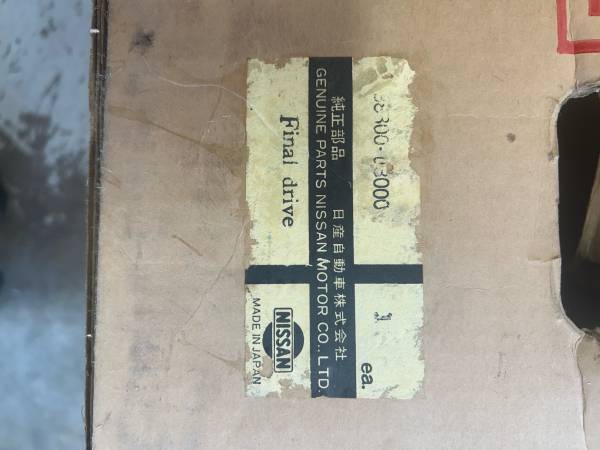 1 ea.
純正部品 日産自動車株式会社
GENUINE PARTS NISSAN MOTOR CO., LTD.
Final drive
NISSAN
MADE IN JAPAN